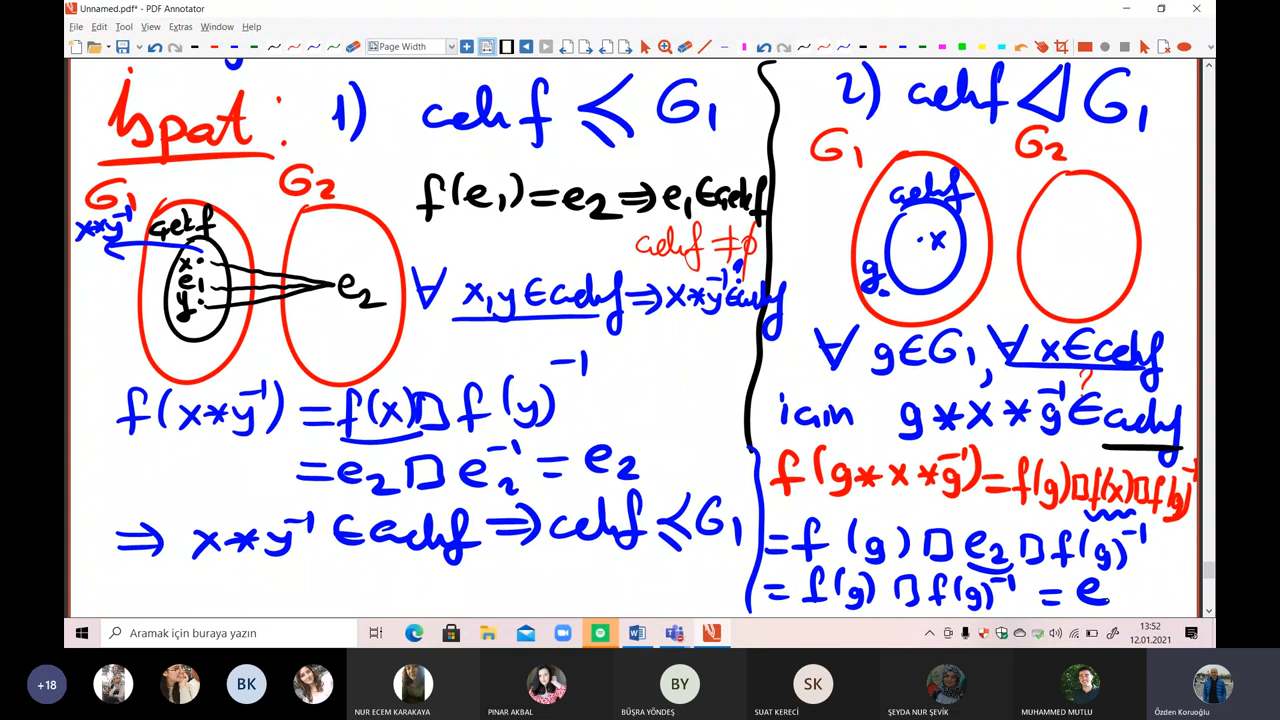 Unnamed.pdf* - PDF Annotator
File Edit Tool View Extras Window Help
Page Width
İspat:
1) çekf ⩽ G₁
G₁
G₂
çekf
x*y⁻¹
x
e₁
y
e₂
f(e₁) = e₂ ⇒ e₁ ∈ çekf
çekf ≠ ∅
∀ x,y ∈ çekf ⇒ x*y⁻¹ ∈? çekf
f(x*y⁻¹) = f(x) □ f(y)⁻¹
= e₂ □ e₂⁻¹ = e₂
⇒ x*y⁻¹ ∈ çekf ⇒ çekf ⩽ G₁
2) çekf ⊲ G₁
G₁
G₂
çekf
x
g
∀ g ∈ G₁, ∀ x ∈ çekf
için g*x*g⁻¹ ∈? çekf
f(g*x*g⁻¹) = f(g) □ f(x) □ f(g)⁻¹
= f(g) □ e₂ □ f(g)⁻¹
= f(g) □ f(g)⁻¹ = e
Aramak için buraya yazın
13:52
12.01.2021
+18
BK
BY
SK
NUR ECEM KARAKAYA
PINAR AKBAL
BÜŞRA YÖNDEŞ
SUAT KERECİ
ŞEYDA NUR ŞEVİK
MUHAMMED MUTLU
Özden Koruoğlu